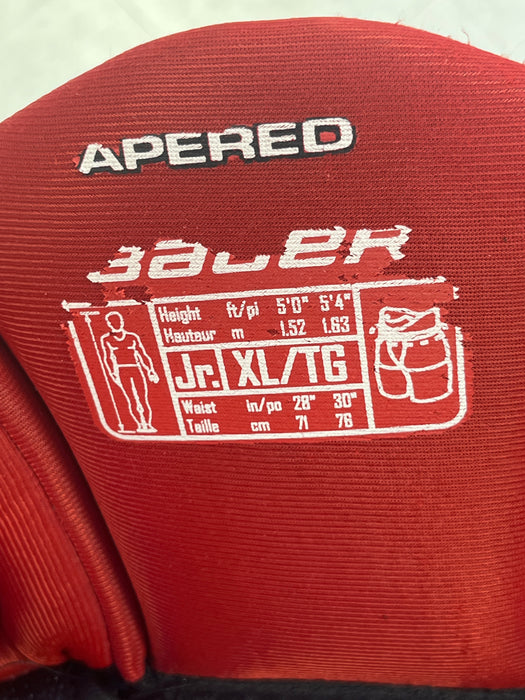 APERED
BAUER
Height ft/pi 5'0" 5'4"
Hauteur m 1.52 1.63
Jr. XL/TG
Waist in/po 28" 30"
Taille cm 71 76